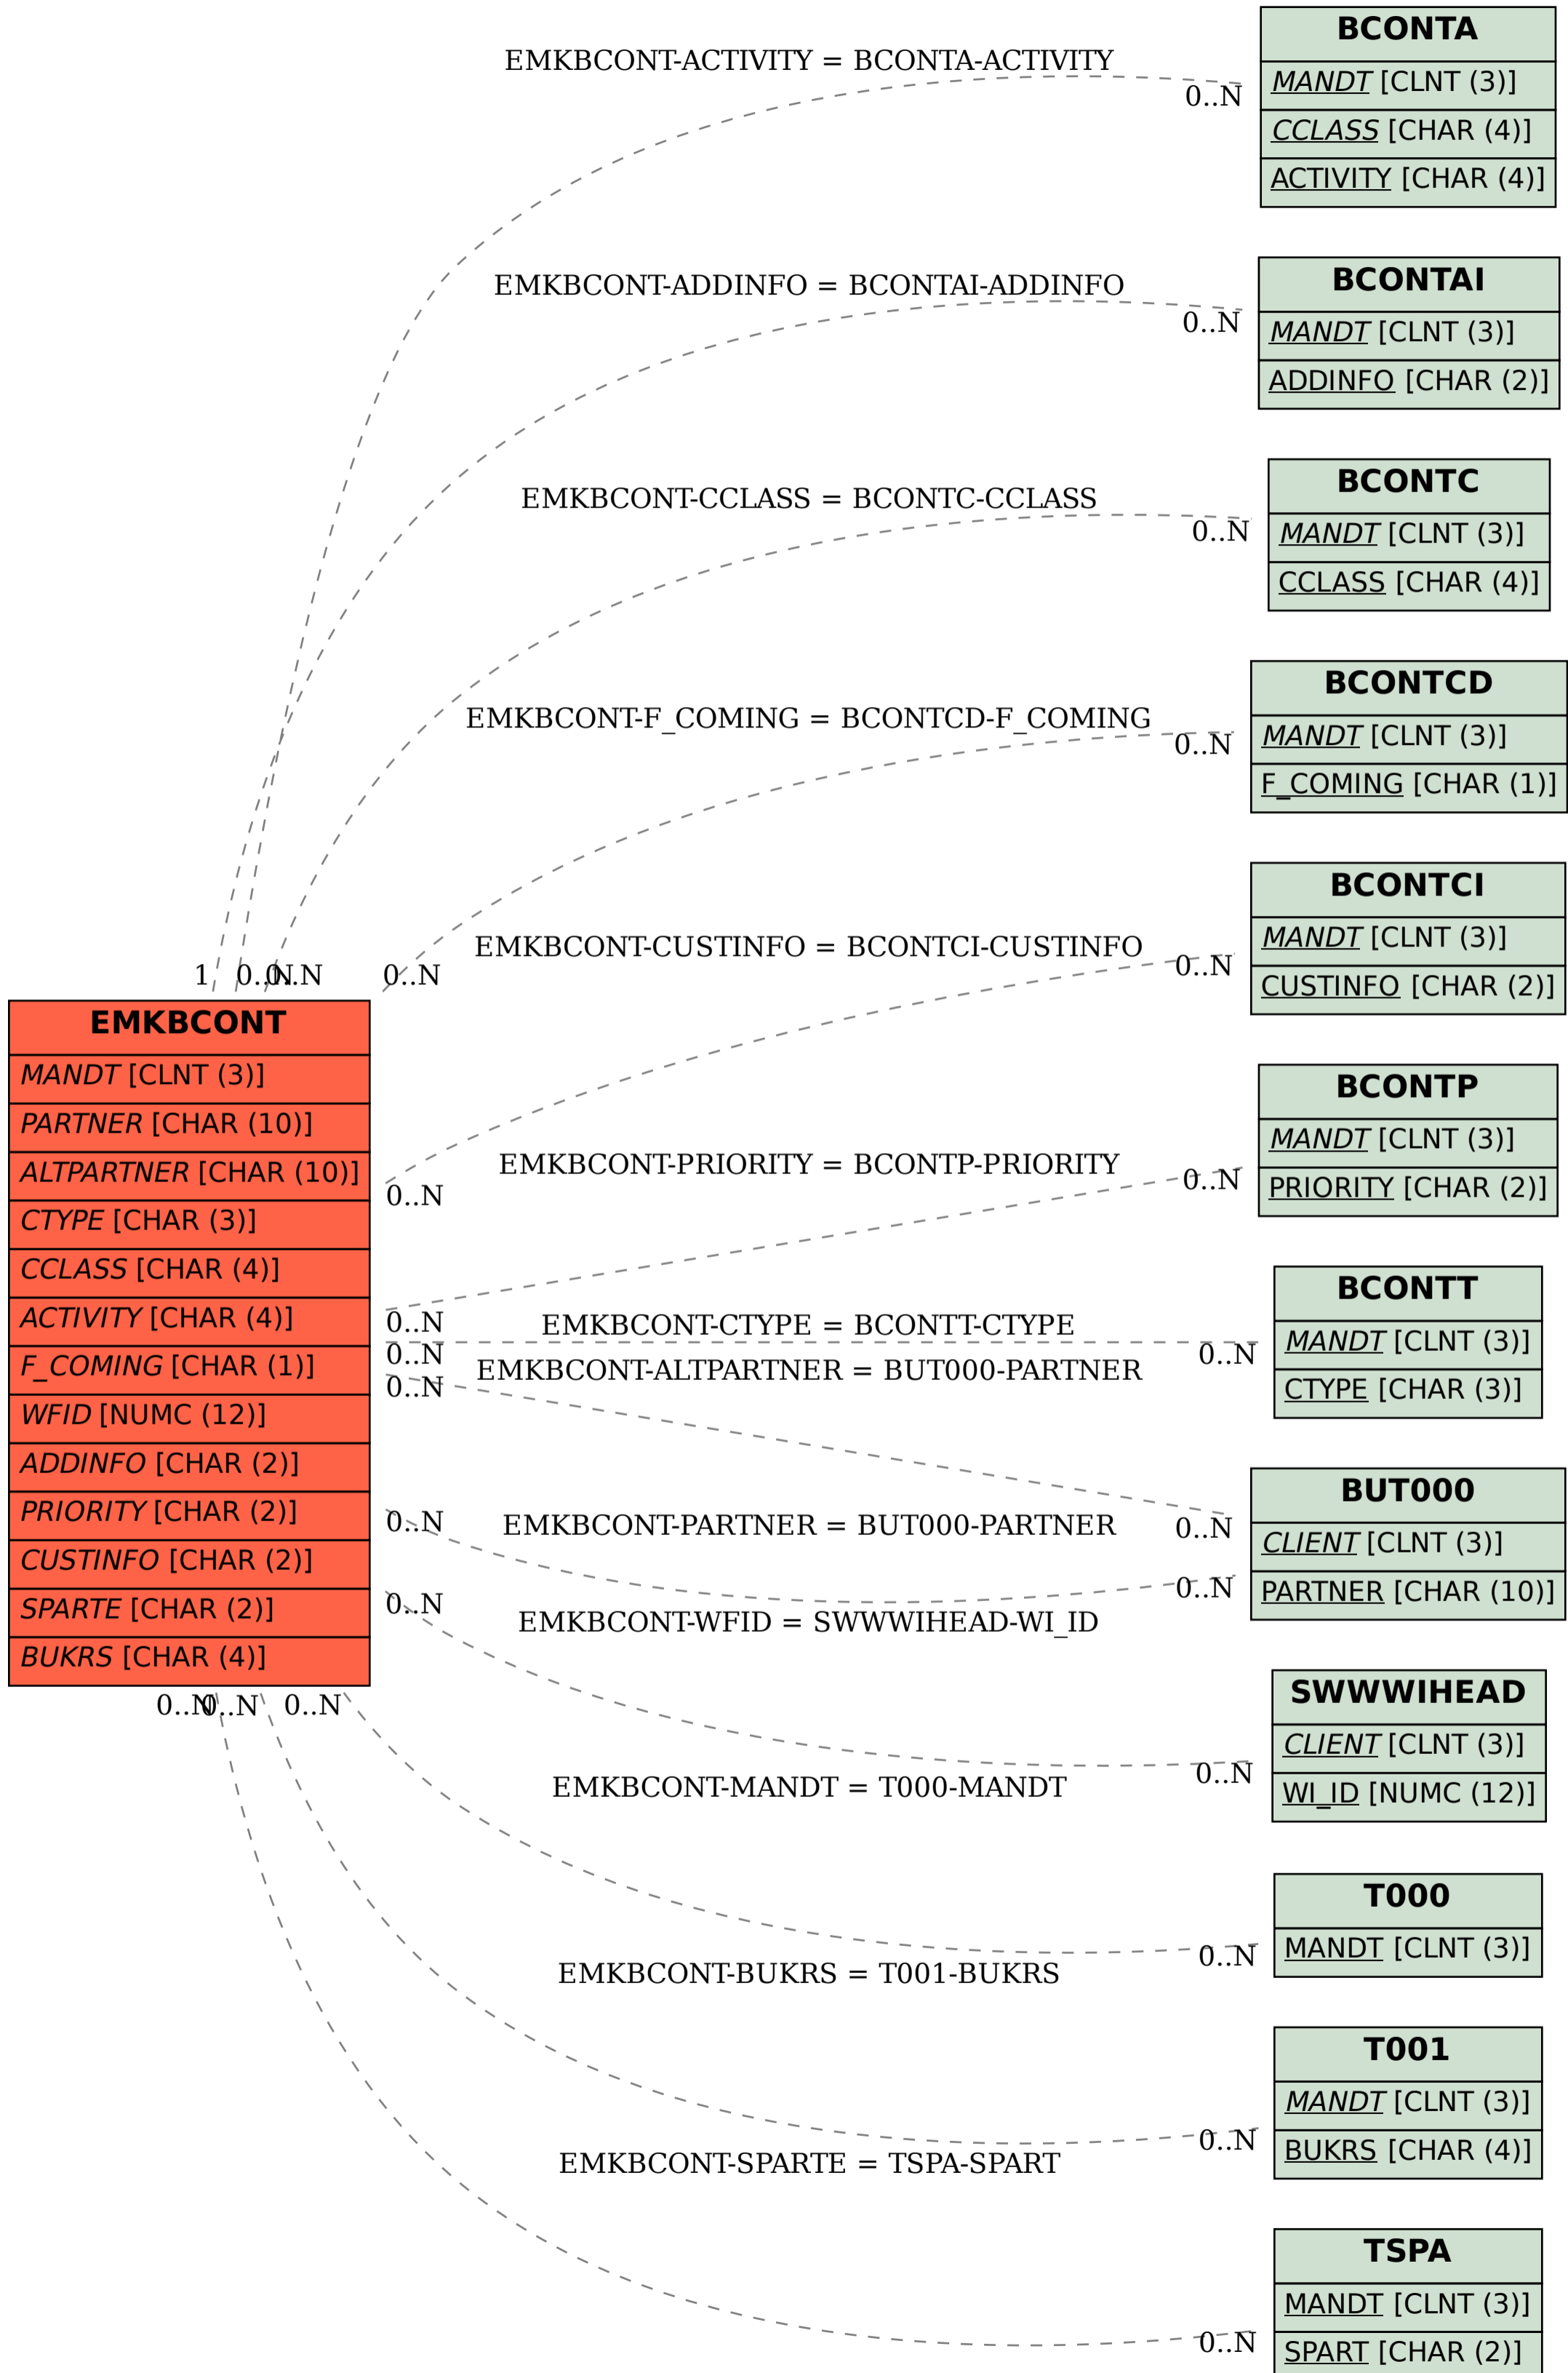 BCONTA
EMKBCONT-ACTIVITY = BCONTA-ACTIVITY
MANDT [CLNT (3)]
0..N
CCLASS [CHAR (4)]
ACTIVITY [CHAR (4)]
BCONTAI
EMKBCONT-ADDINFO = BCONTAI-ADDINFO
0..N
MANDT [CLNT (3)]
ADDINFO [CHAR (2)]
BCONTC
EMKBCONT-CCLASS = BCONTC-CCLASS
0..N
MANDT [CLNT (3)]
CCLASS [CHAR (4)]
BCONTCD
EMKBCONT-F_COMING = BCONTCD-F_COMING
0..N
MANDT [CLNT (3)]
F_COMING [CHAR (1)]
BCONTCI
EMKBCONT-CUSTINFO = BCONTCI-CUSTINFO
0..N
MANDT [CLNT (3)]
CUSTINFO [CHAR (2)]
1
0..N
0..N
0..N
EMKBCONT
MANDT [CLNT (3)]
PARTNER [CHAR (10)]
ALTPARTNER [CHAR (10)]
CTYPE [CHAR (3)]
CCLASS [CHAR (4)]
ACTIVITY [CHAR (4)]
F_COMING [CHAR (1)]
WFID [NUMC (12)]
ADDINFO [CHAR (2)]
PRIORITY [CHAR (2)]
CUSTINFO [CHAR (2)]
SPARTE [CHAR (2)]
BUKRS [CHAR (4)]
0..N
0..N
0..N
0..N
0..N
0..N
0..N
0..N
0..N
0..N
BCONTP
EMKBCONT-PRIORITY = BCONTP-PRIORITY
0..N
MANDT [CLNT (3)]
PRIORITY [CHAR (2)]
BCONTT
EMKBCONT-CTYPE = BCONTT-CTYPE
0..N
MANDT [CLNT (3)]
CTYPE [CHAR (3)]
EMKBCONT-ALTPARTNER = BUT000-PARTNER
BUT000
EMKBCONT-PARTNER = BUT000-PARTNER
0..N
CLIENT [CLNT (3)]
0..N
PARTNER [CHAR (10)]
EMKBCONT-WFID = SWWWIHEAD-WI_ID
SWWWIHEAD
CLIENT [CLNT (3)]
0..N
WI_ID [NUMC (12)]
EMKBCONT-MANDT = T000-MANDT
T000
0..N
MANDT [CLNT (3)]
EMKBCONT-BUKRS = T001-BUKRS
T001
MANDT [CLNT (3)]
0..N
BUKRS [CHAR (4)]
EMKBCONT-SPARTE = TSPA-SPART
TSPA
MANDT [CLNT (3)]
0..N
SPART [CHAR (2)]